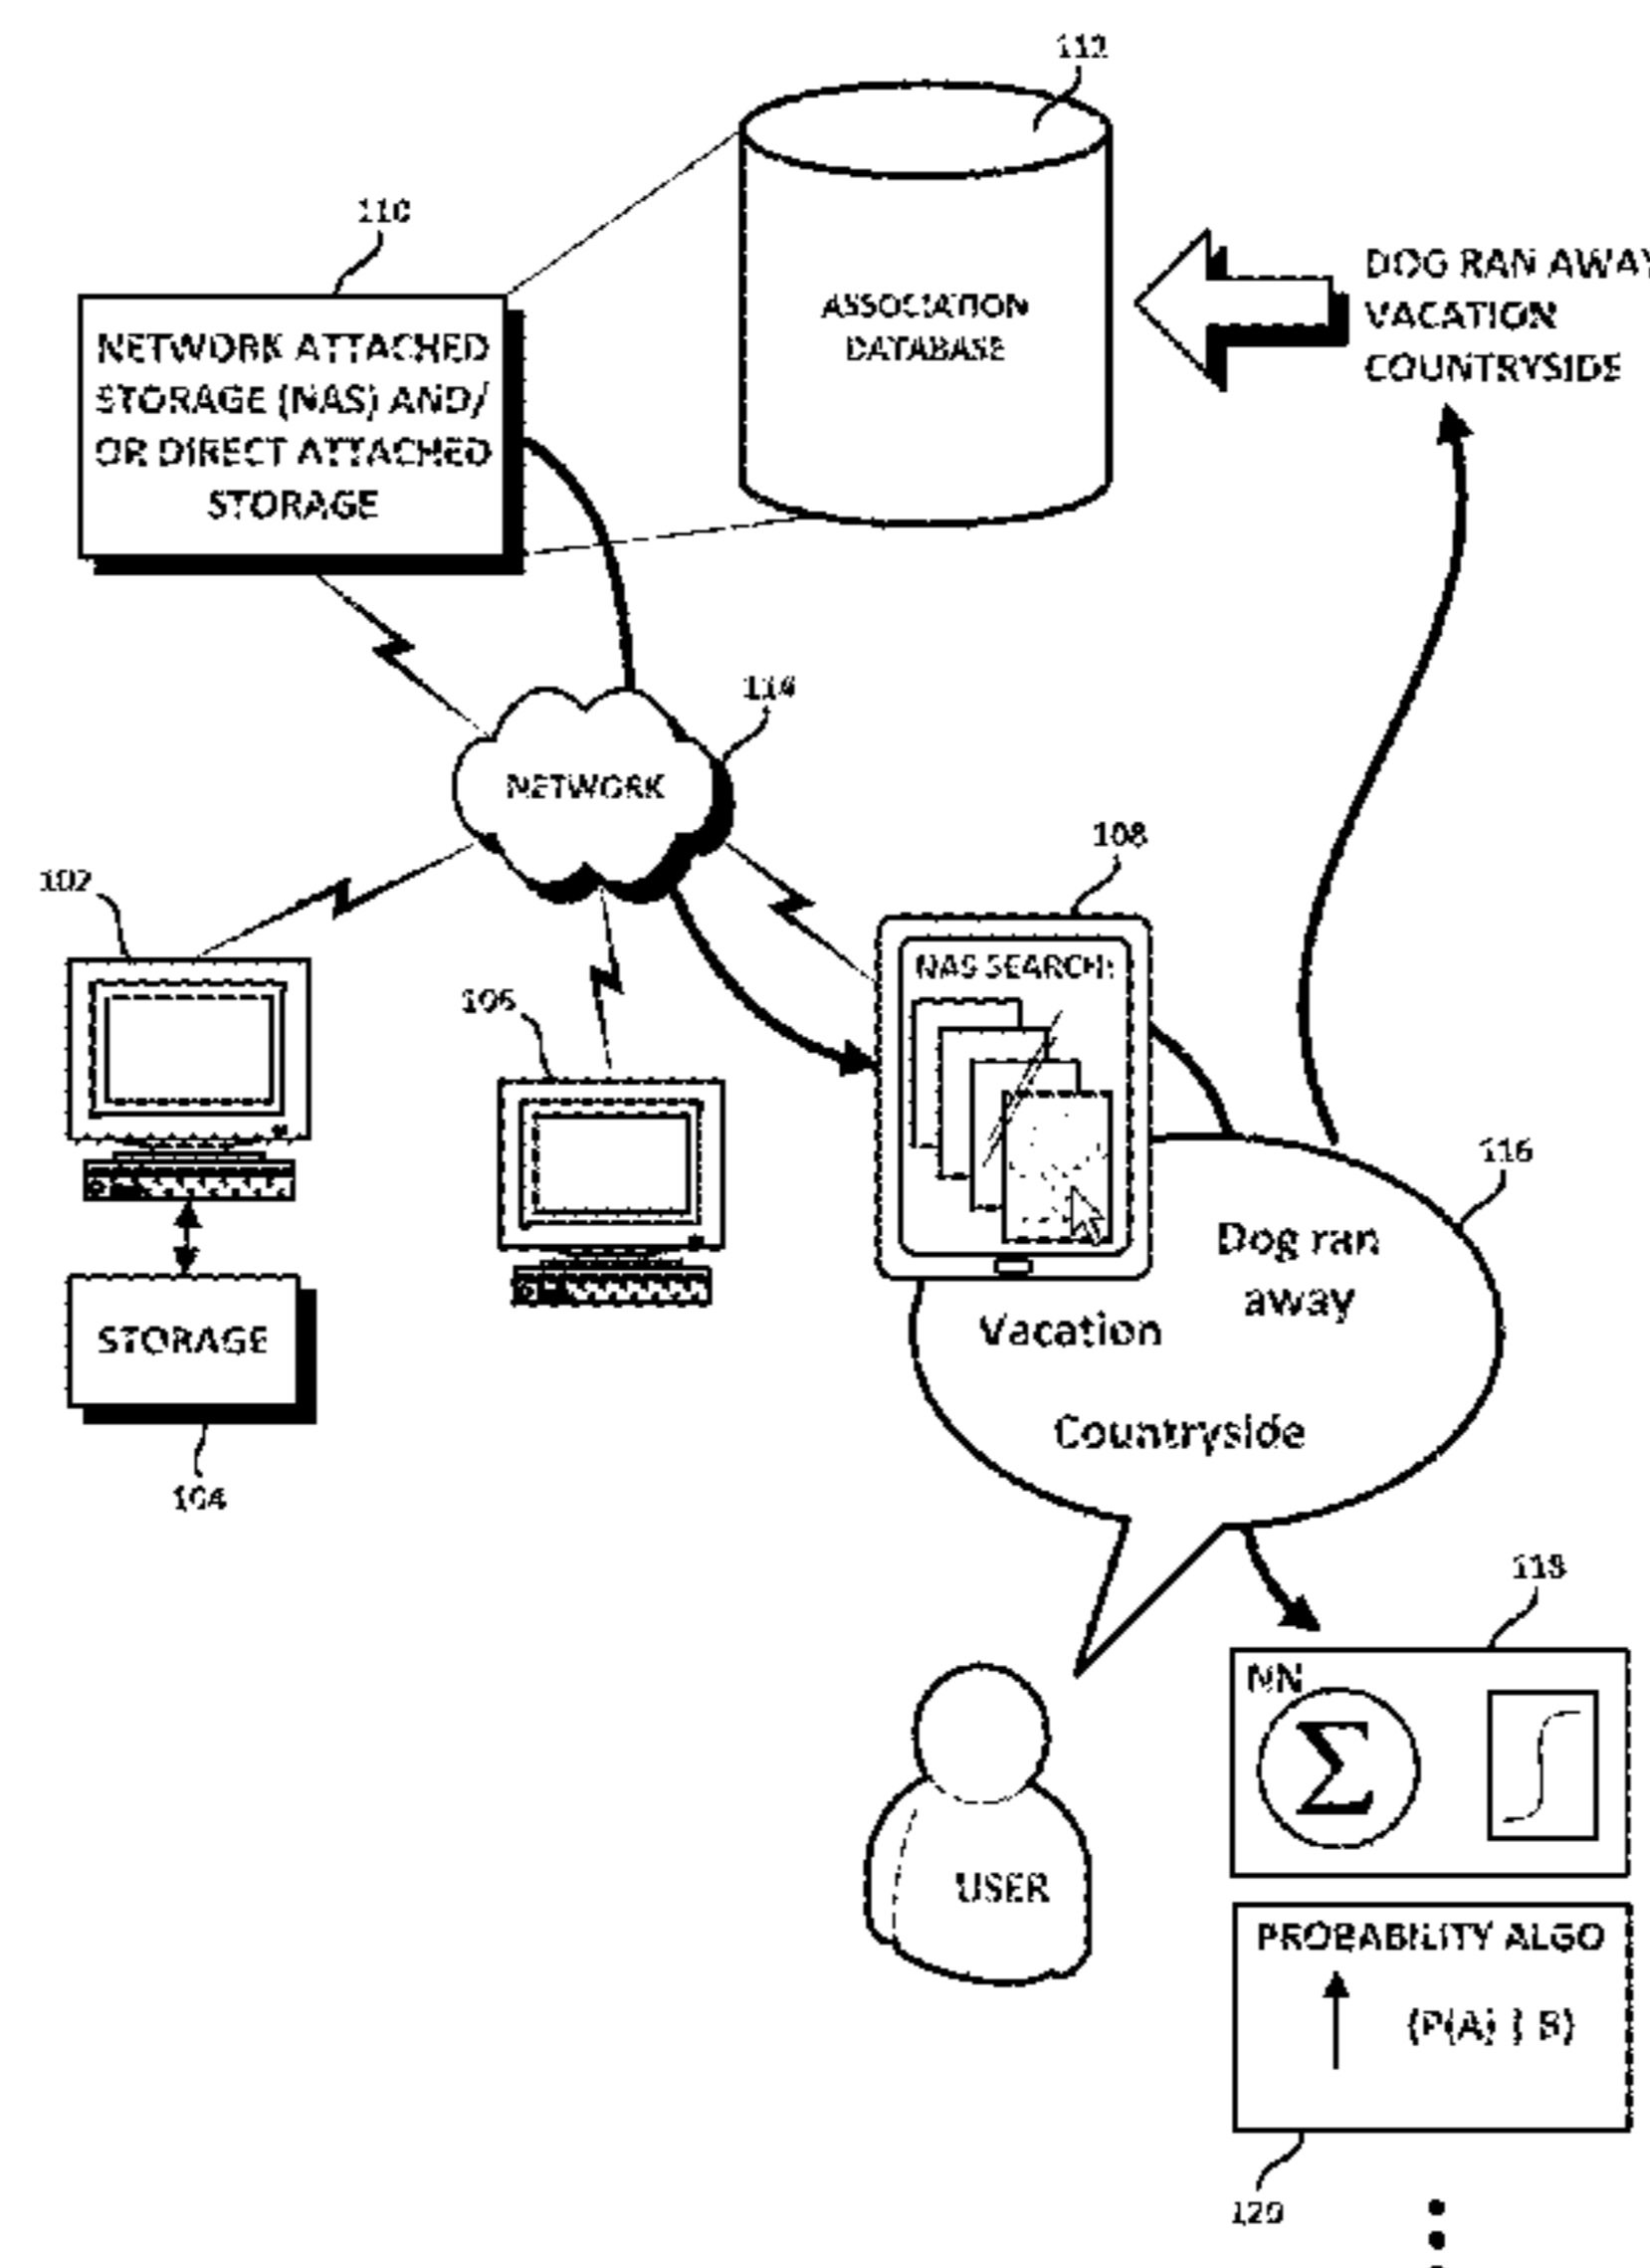 112
110
ASSOCIATION
DATABASE
DOG RAN AWAY
VACATION
COUNTRYSIDE
NETWORK ATTACHED
STORAGE (NAS) AND/
OR DIRECT ATTACHED
STORAGE
114
NETWORK
102
106
108
NAS SEARCH:
116
Dog ran
away
Vacation
Countryside
STORAGE
104
118
NN
Σ
USER
PROBABILITY ALGO
(P(A) | B)
120